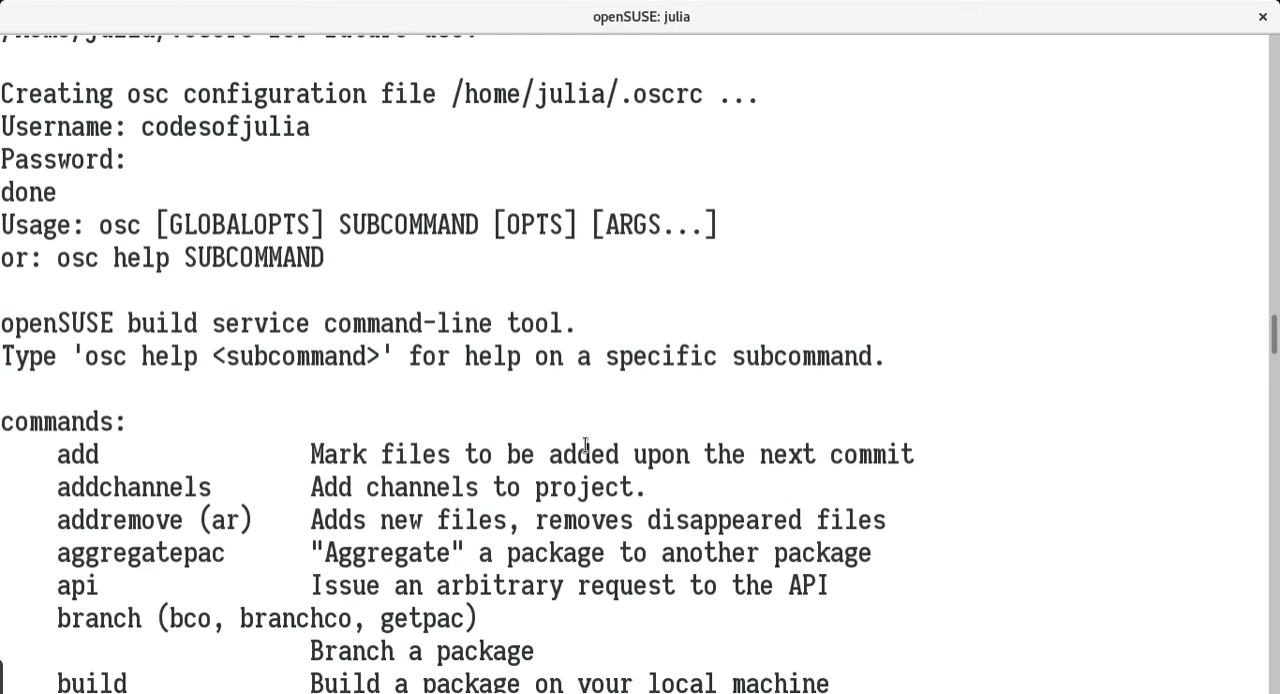 openSUSE: julia
Creating osc configuration file /home/julia/.oscrc ...
Username: codesofjulia
Password:
done
Usage: osc [GLOBALOPTS] SUBCOMMAND [OPTS] [ARGS...]
or: osc help SUBCOMMAND
openSUSE build service command-line tool.
Type 'osc help <subcommand>' for help on a specific subcommand.
commands:
add Mark files to be added upon the next commit
addchannels Add channels to project.
addremove (ar) Adds new files, removes disappeared files
aggregatepac "Aggregate" a package to another package
api Issue an arbitrary request to the API
branch (bco, branchco, getpac)
Branch a package
build Build a package on your local machine